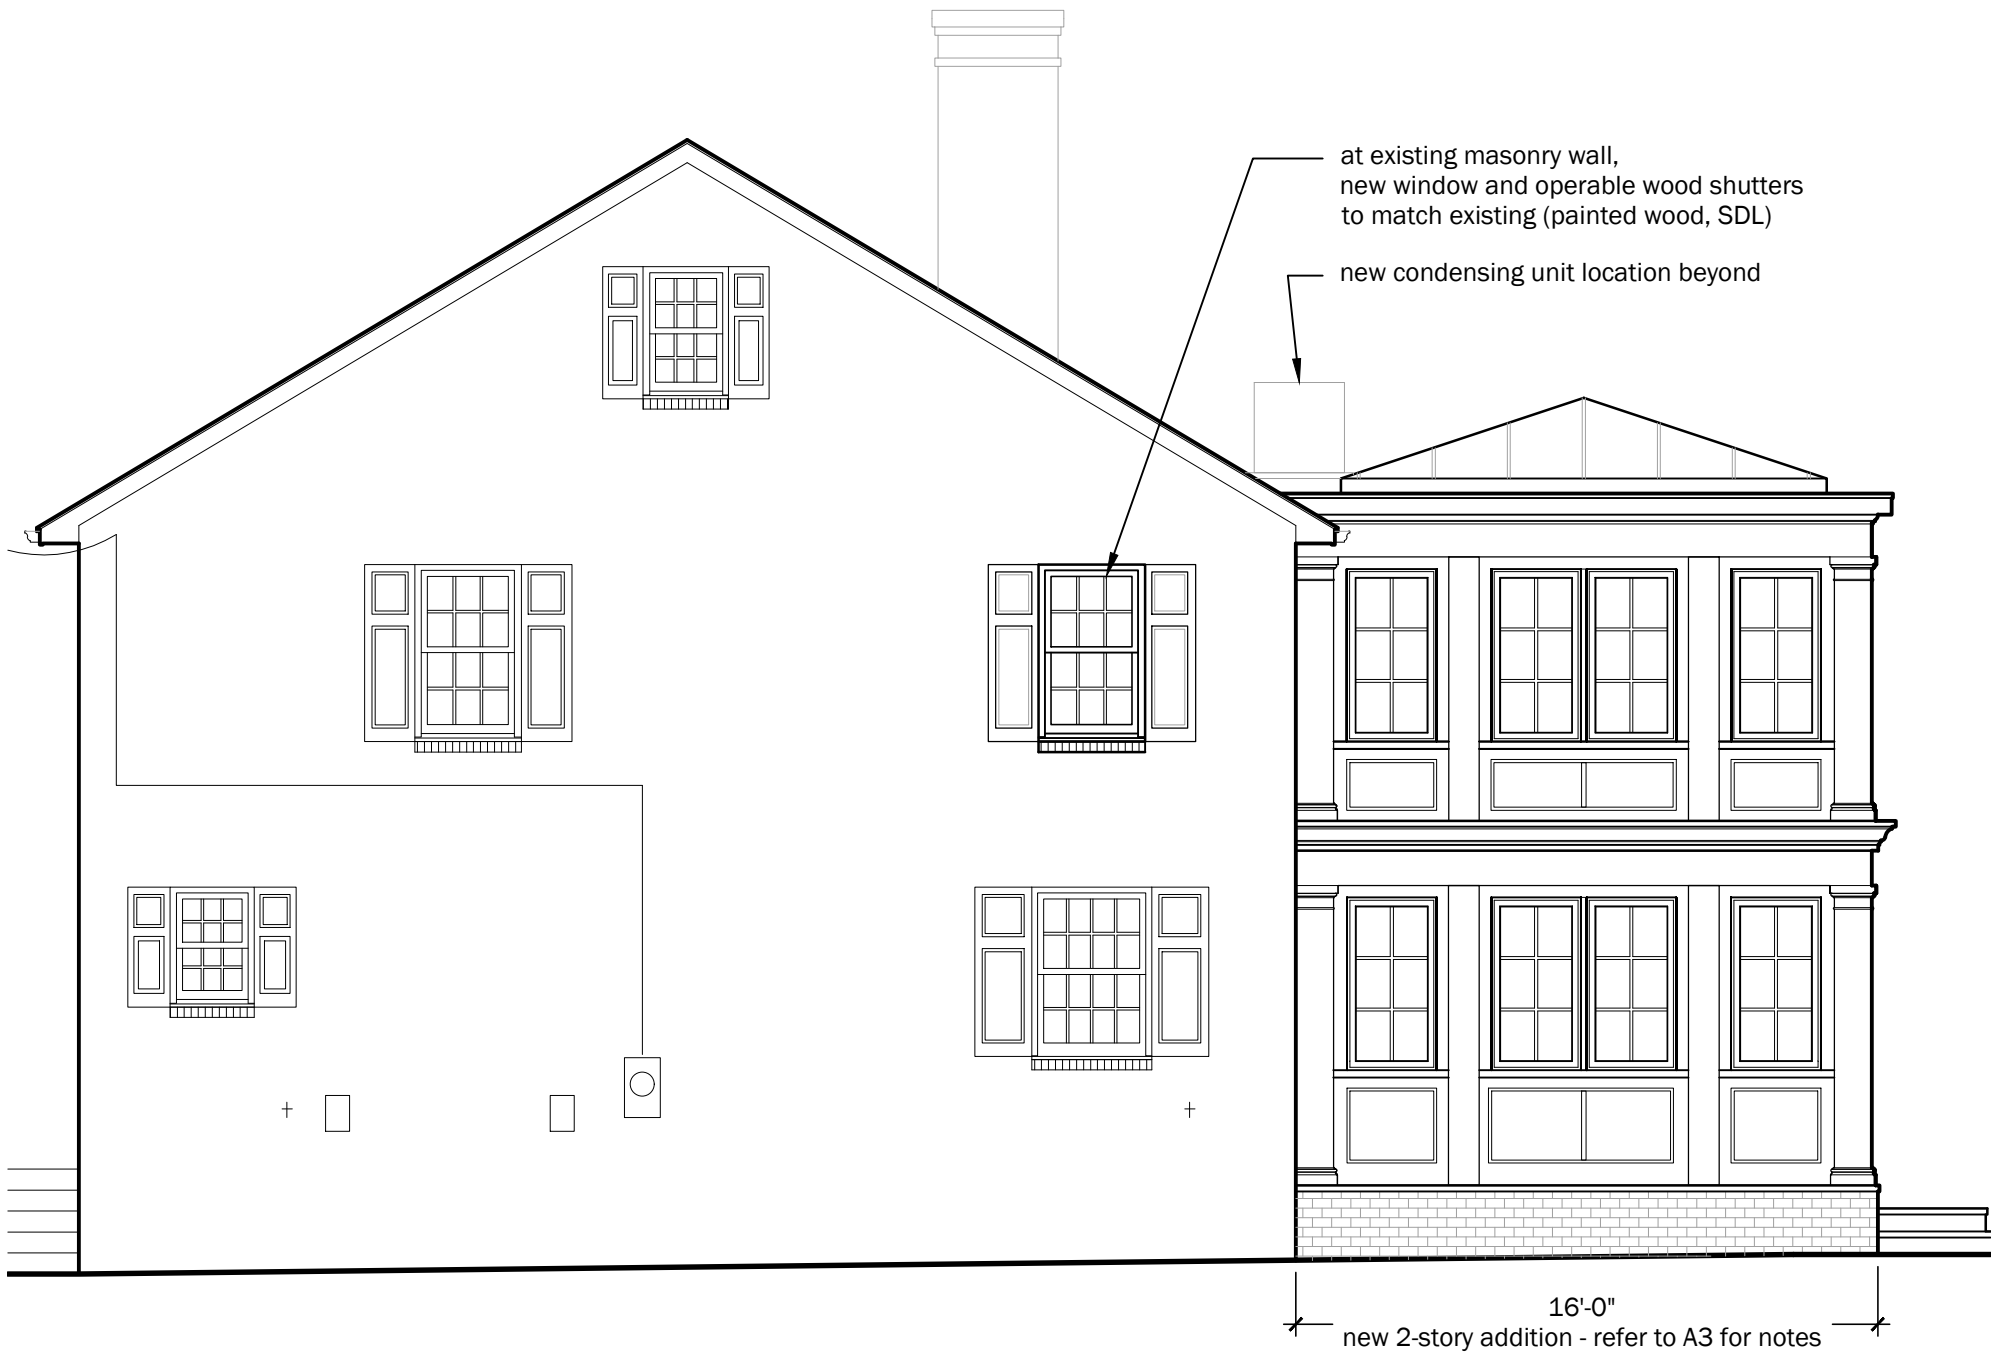 at existing masonry wall,
new window and operable wood shutters
to match existing (painted wood, SDL)
new condensing unit location beyond
16'-0"
new 2-story addition - refer to A3 for notes